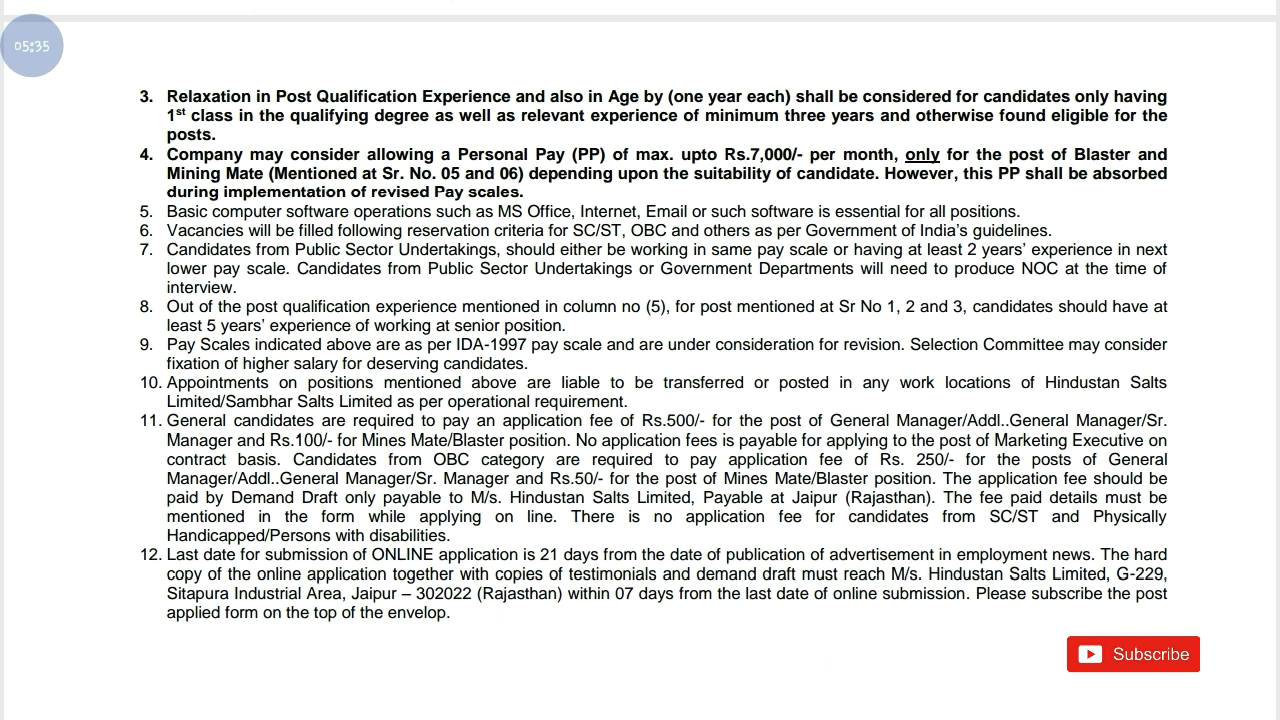 05:35
3. Relaxation in Post Qualification Experience and also in Age by (one year each) shall be considered for candidates only having
1st class in the qualifying degree as well as relevant experience of minimum three years and otherwise found eligible for the
posts.
4. Company may consider allowing a Personal Pay (PP) of max. upto Rs.7,000/- per month, only for the post of Blaster and
Mining Mate (Mentioned at Sr. No. 05 and 06) depending upon the suitability of candidate. However, this PP shall be absorbed
during implementation of revised Pay scales.
5. Basic computer software operations such as MS Office, Internet, Email or such software is essential for all positions.
6. Vacancies will be filled following reservation criteria for SC/ST, OBC and others as per Government of India's guidelines.
7. Candidates from Public Sector Undertakings, should either be working in same pay scale or having at least 2 years' experience in next
lower pay scale. Candidates from Public Sector Undertakings or Government Departments will need to produce NOC at the time of
interview.
8. Out of the post qualification experience mentioned in column no (5), for post mentioned at Sr No 1, 2 and 3, candidates should have at
least 5 years' experience of working at senior position.
9. Pay Scales indicated above are as per IDA-1997 pay scale and are under consideration for revision. Selection Committee may consider
fixation of higher salary for deserving candidates.
10. Appointments on positions mentioned above are liable to be transferred or posted in any work locations of Hindustan Salts
Limited/Sambhar Salts Limited as per operational requirement.
11. General candidates are required to pay an application fee of Rs.500/- for the post of General Manager/Addl..General Manager/Sr.
Manager and Rs.100/- for Mines Mate/Blaster position. No application fees is payable for applying to the post of Marketing Executive on
contract basis. Candidates from OBC category are required to pay application fee of Rs. 250/- for the posts of General
Manager/Addl..General Manager/Sr. Manager and Rs.50/- for the post of Mines Mate/Blaster position. The application fee should be
paid by Demand Draft only payable to M/s. Hindustan Salts Limited, Payable at Jaipur (Rajasthan). The fee paid details must be
mentioned in the form while applying on line. There is no application fee for candidates from SC/ST and Physically
Handicapped/Persons with disabilities.
12. Last date for submission of ONLINE application is 21 days from the date of publication of advertisement in employment news. The hard
copy of the online application together with copies of testimonials and demand draft must reach M/s. Hindustan Salts Limited, G-229,
Sitapura Industrial Area, Jaipur – 302022 (Rajasthan) within 07 days from the last date of online submission. Please subscribe the post
applied form on the top of the envelop.
Subscribe